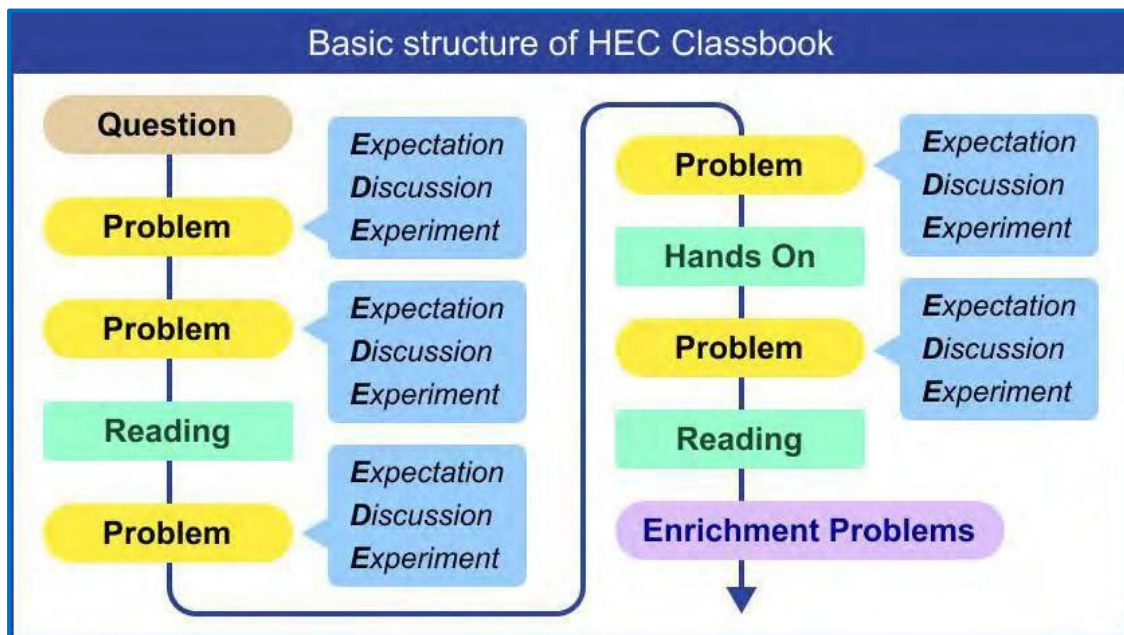 Basic structure of HEC Classbook
Question
Problem
Expectation
Discussion
Experiment
Problem
Expectation
Discussion
Experiment
Reading
Problem
Expectation
Discussion
Experiment
Problem
Expectation
Discussion
Experiment
Hands On
Problem
Expectation
Discussion
Experiment
Reading
Enrichment Problems